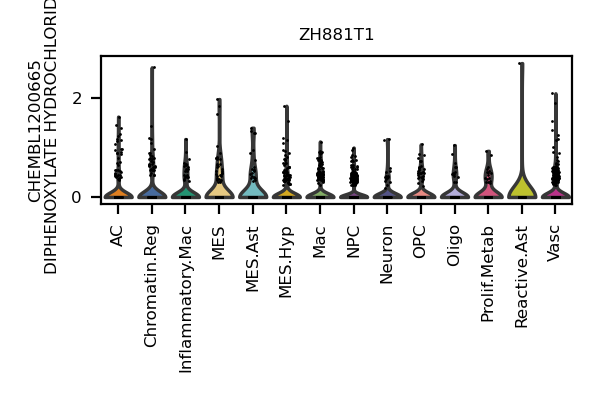 ZH881T1
CHEMBL1200665
DIPHENOXYLATE HYDROCHLORID
2
0
AC
Chromatin.Reg
Inflammatory.Mac
MES
MES.Ast
MES.Hyp
Mac
NPC
Neuron
OPC
Oligo
Prolif.Metab
Reactive.Ast
Vasc